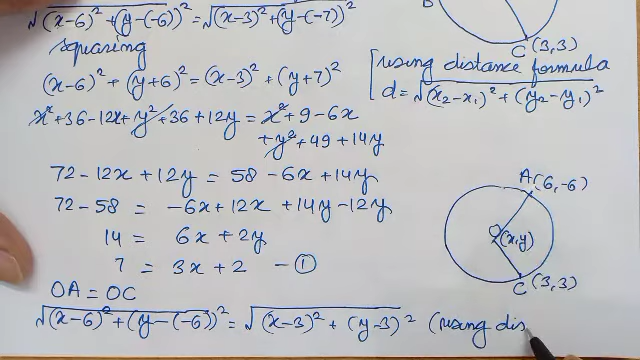 √(x-6)² + (y-(-6))² = √(x-3)² + (y-(-7))²
squaring
(x-6)² + (y+6)² = (x-3)² + (y+7)²
x² + 36 - 12x + y² + 36 + 12y = x² + 9 - 6x
+ y² + 49 + 14y
72 - 12x + 12y = 58 - 6x + 14y
72 - 58 = -6x + 12x + 14y - 12y
14 = 6x + 2y
7 = 3x + 2 - ①
OA = OC
√(x-6)² + (y-(-6))² = √(x-3)² + (y-3)² (using dis
B
C (3,3)
[using distance formula
d = √(x₂-x₁)² + (y₂-y₁)²
A(6,-6)
O(x,y)
C (3,3)